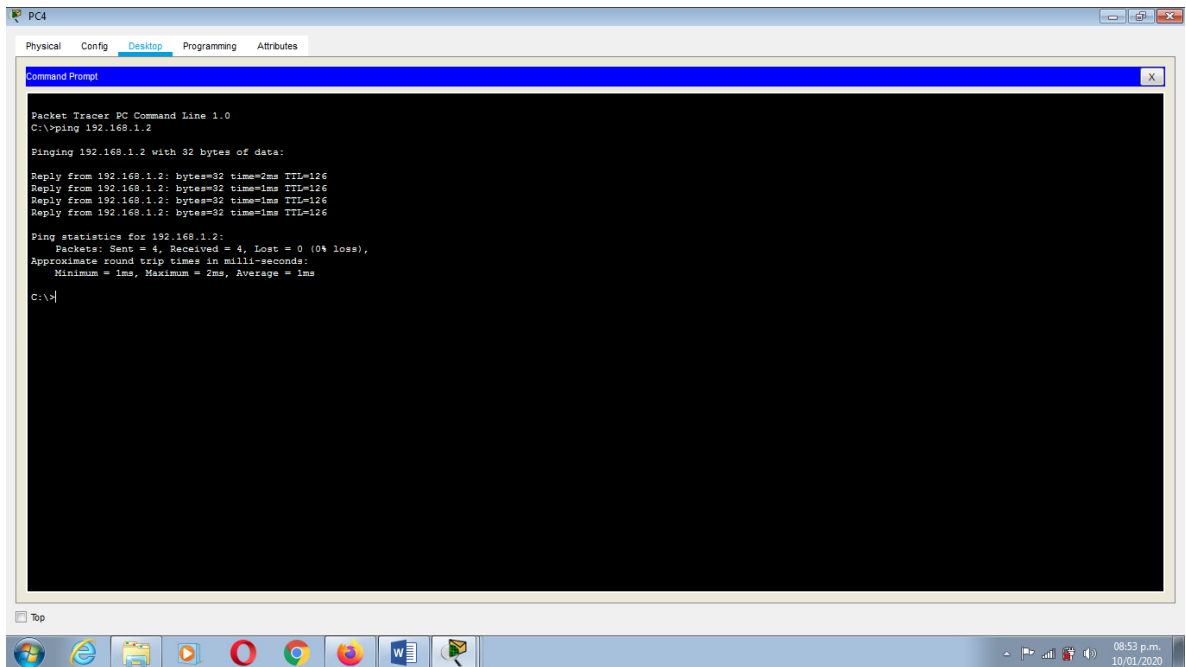 PC4
Physical Config Desktop Programming Attributes
Command Prompt
X
Packet Tracer PC Command Line 1.0
C:\>ping 192.168.1.2
Pinging 192.168.1.2 with 32 bytes of data:
Reply from 192.168.1.2: bytes=32 time=2ms TTL=126
Reply from 192.168.1.2: bytes=32 time=1ms TTL=126
Reply from 192.168.1.2: bytes=32 time=1ms TTL=126
Reply from 192.168.1.2: bytes=32 time=1ms TTL=126
Ping statistics for 192.168.1.2:
Packets: Sent = 4, Received = 4, Lost = 0 (0% loss),
Approximate round trip times in milli-seconds:
Minimum = 1ms, Maximum = 2ms, Average = 1ms
C:\>
Top
08:53 p.m.
10/01/2020